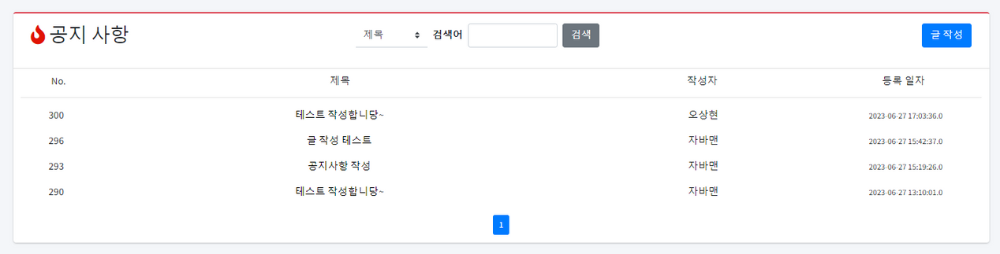 공지 사항 제목 검색어 검색 글 작성
No. 제목 작성자 등록 일자
300 테스트 작성합니당~ 오상현 2023-06-27 17:03:36.0
296 글 작성 테스트 자바맨 2023-06-27 15:42:37.0
293 공지사항 작성 자바맨 2023-06-27 15:19:26.0
290 테스트 작성합니당~ 자바맨 2023-06-27 13:10:01.0
1